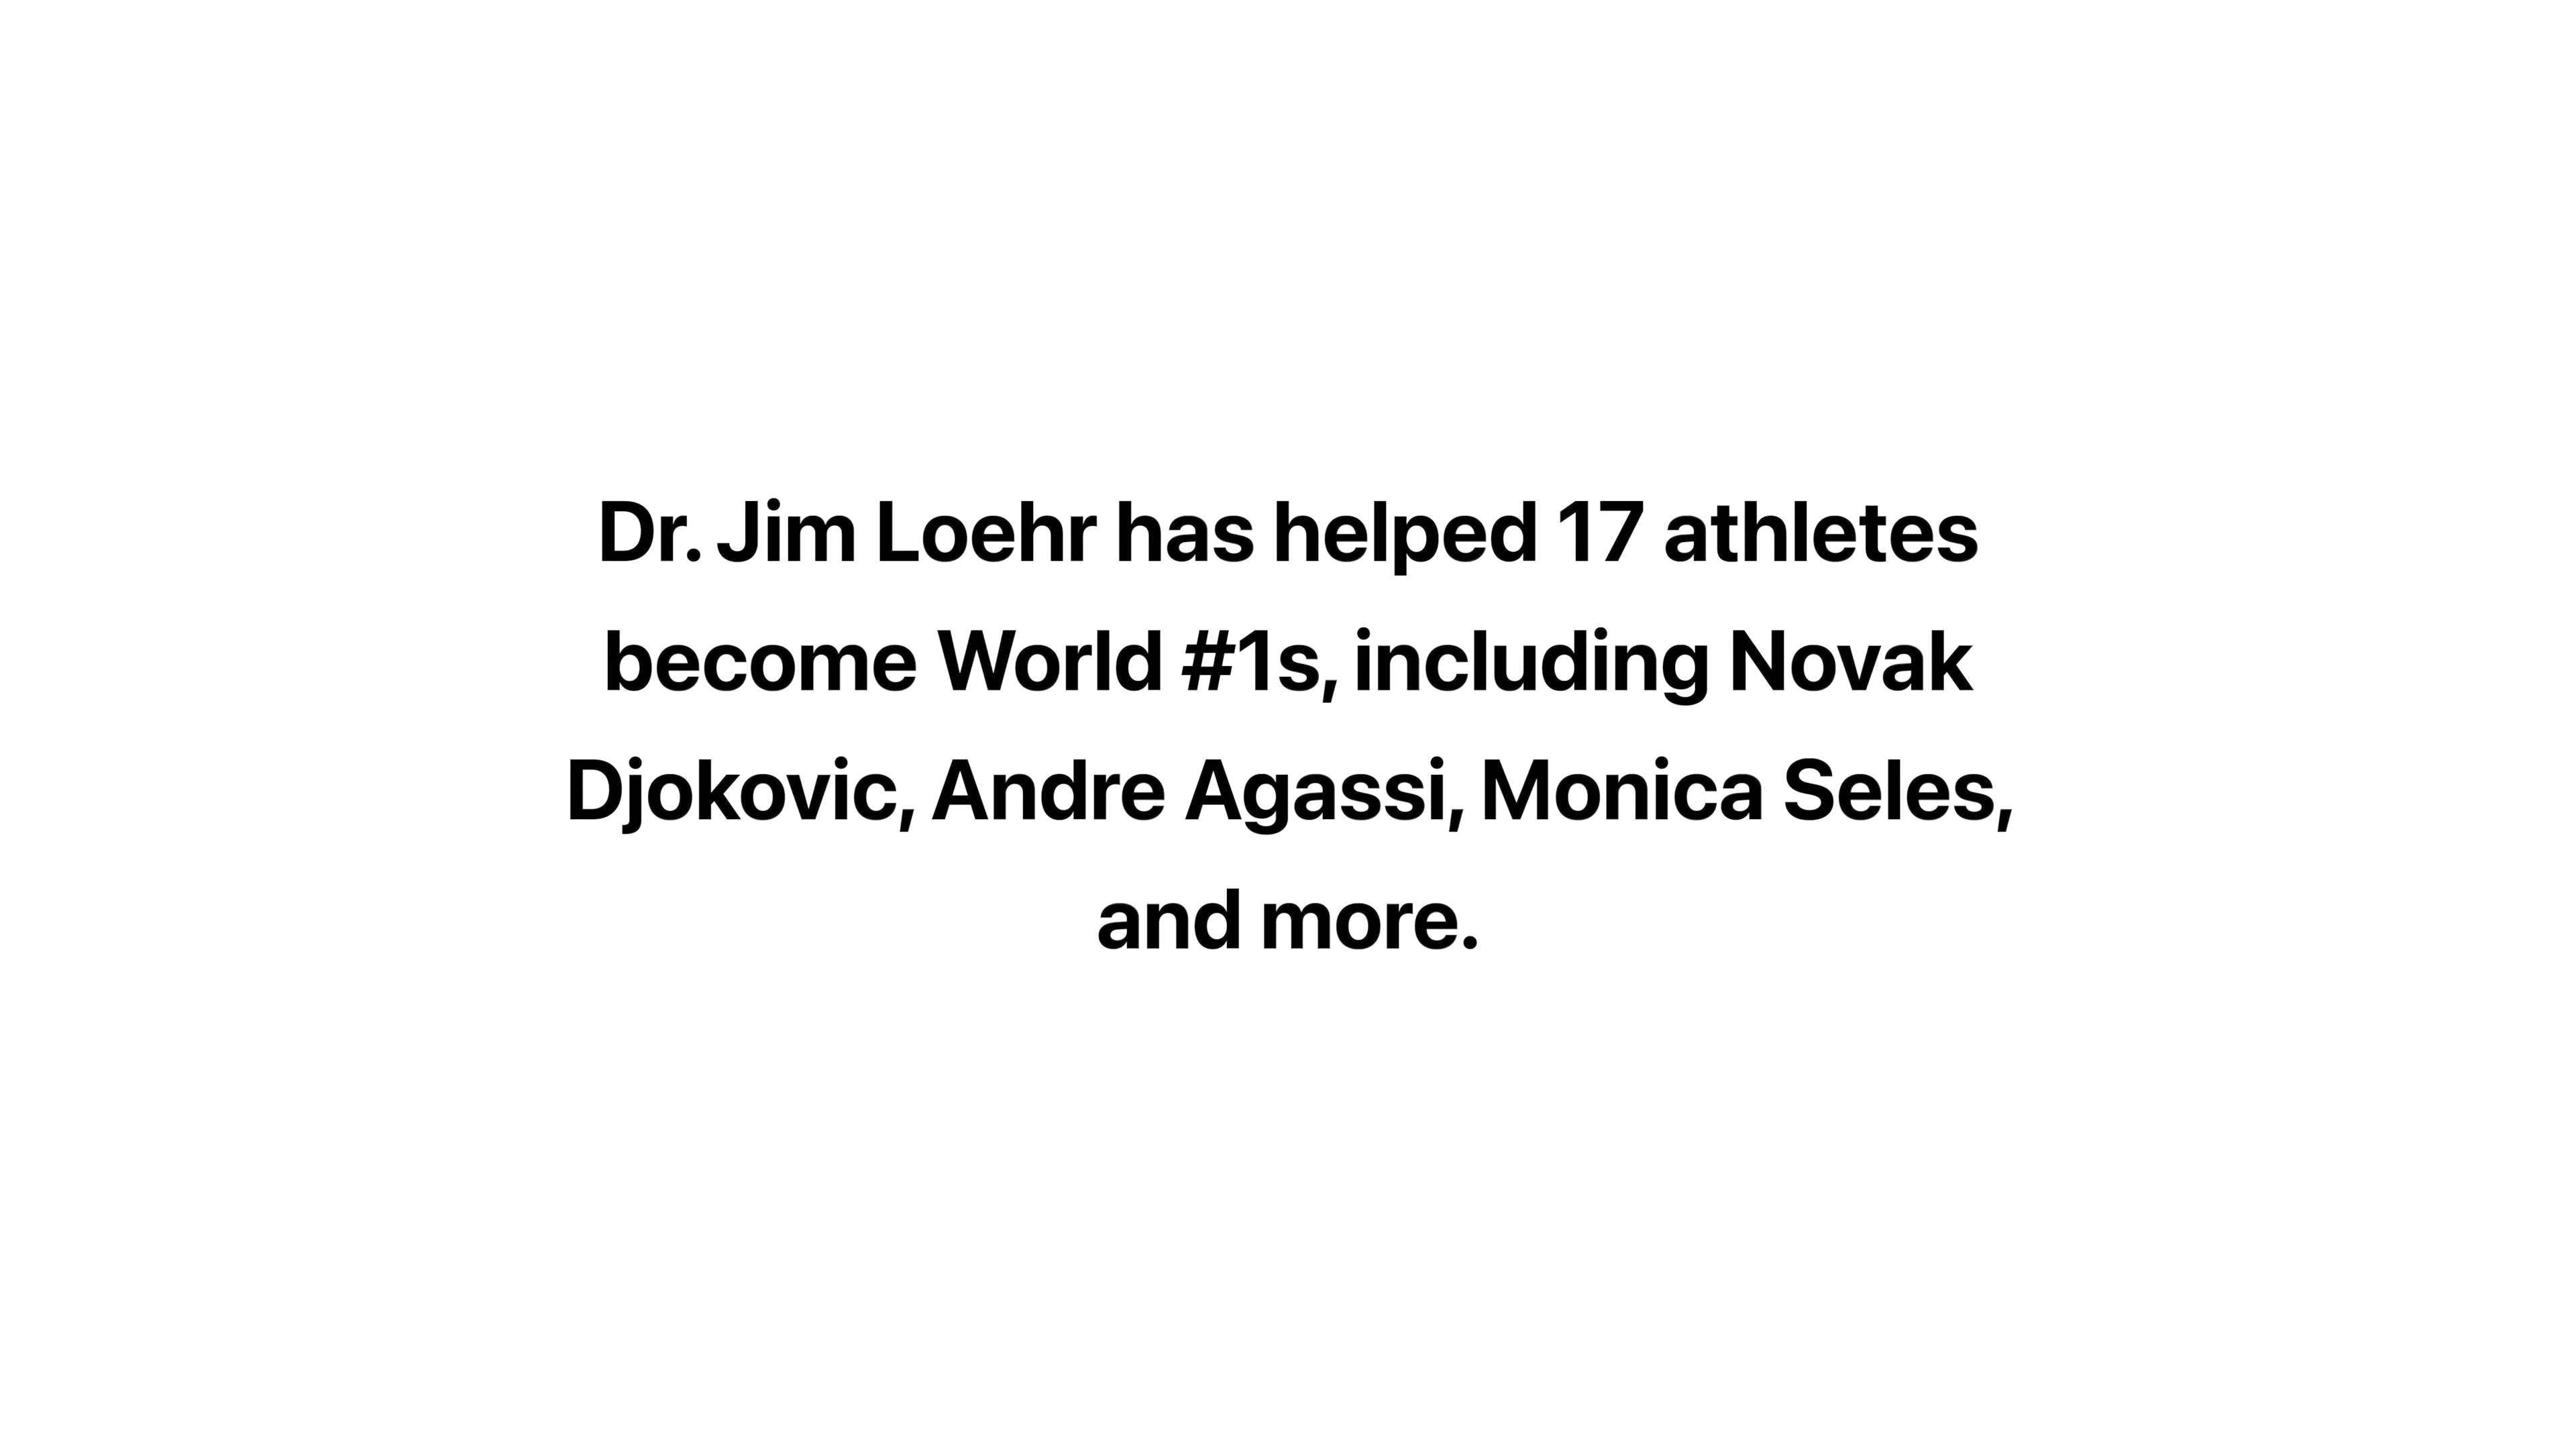 Dr. Jim Loehr has helped 17 athletes
become World #1s, including Novak
Djokovic, Andre Agassi, Monica Seles,
and more.